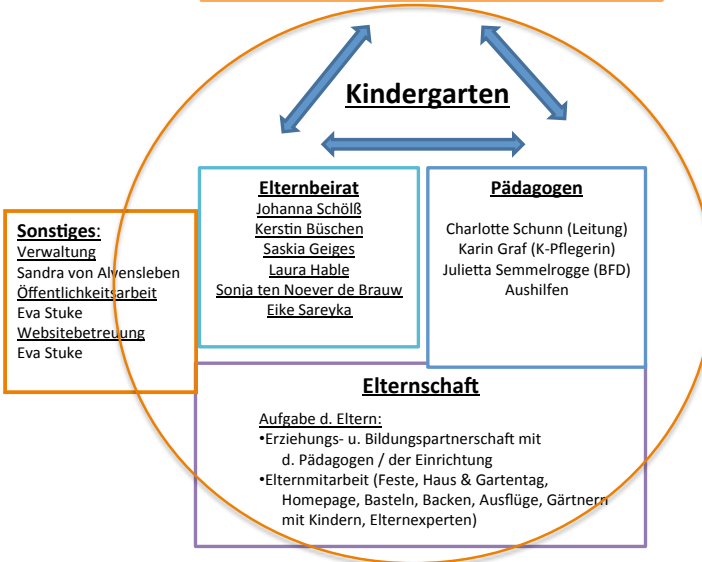 Kindergarten
Elternbeirat
Johanna Schölß
Kerstin Büschen
Saskia Geiges
Laura Hable
Sonja ten Noever de Brauw
Eike Sareyka
Pädagogen
Charlotte Schunn (Leitung)
Karin Graf (K-Pflegerin)
Julietta Semmelrogge (BFD)
Aushilfen
Sonstiges:
Verwaltung
Sandra von Alvensleben
Öffentlichkeitsarbeit
Eva Stuke
Websitebetreuung
Eva Stuke
Elternschaft
Aufgabe d. Eltern:
•Erziehungs- u. Bildungspartnerschaft mit
d. Pädagogen / der Einrichtung
•Elternmitarbeit (Feste, Haus & Gartentag,
Homepage, Basteln, Backen, Ausflüge, Gärtnern
mit Kindern, Elternexperten)